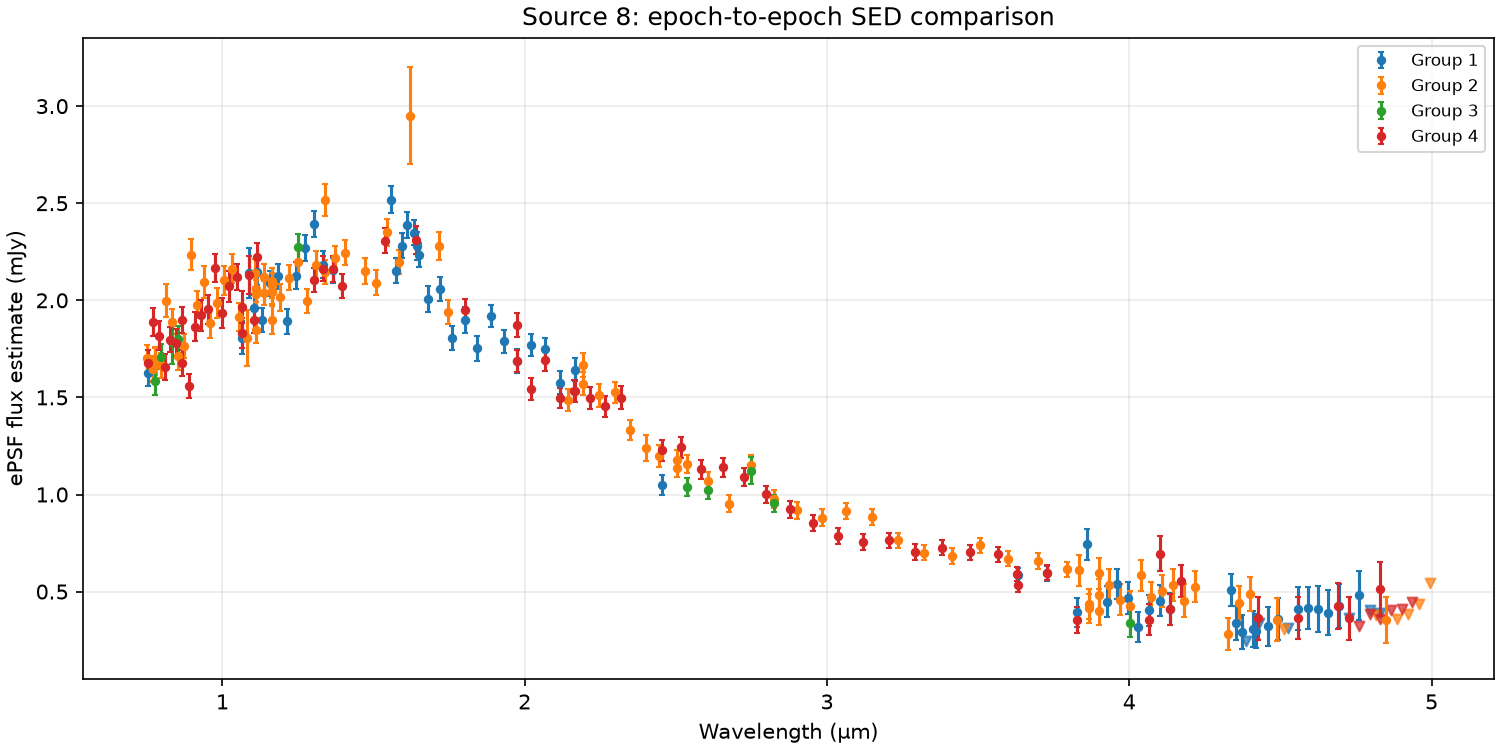 Source 8: epoch-to-epoch SED comparison
Group 1
Group 2
Group 3
Group 4
ePSF flux estimate (mJy)
3.0
2.5
2.0
1.5
1.0
0.5
1 2 3 4 5
Wavelength (μm)